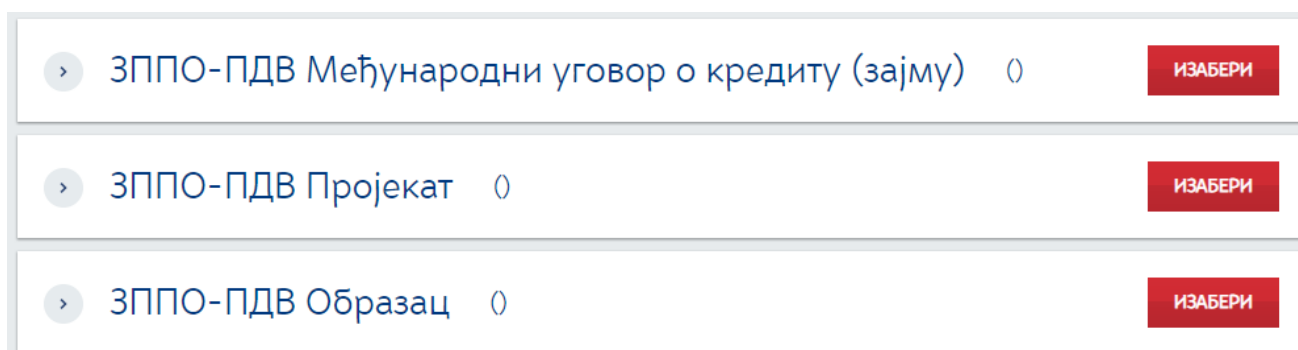 ЗППО-ПДВ Међународни уговор о кредиту (зајму) () ИЗАБЕРИ
ЗППО-ПДВ Пројекат () ИЗАБЕРИ
ЗППО-ПДВ Образац () ИЗАБЕРИ